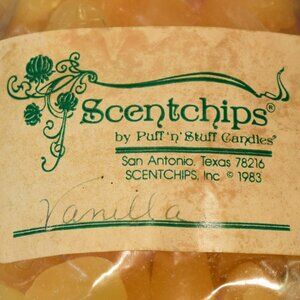 Scentchips®
by Puff 'n' Stuff Candles®
San Antonio, Texas 78216
SCENTCHIPS, Inc © 1983
Vanilla